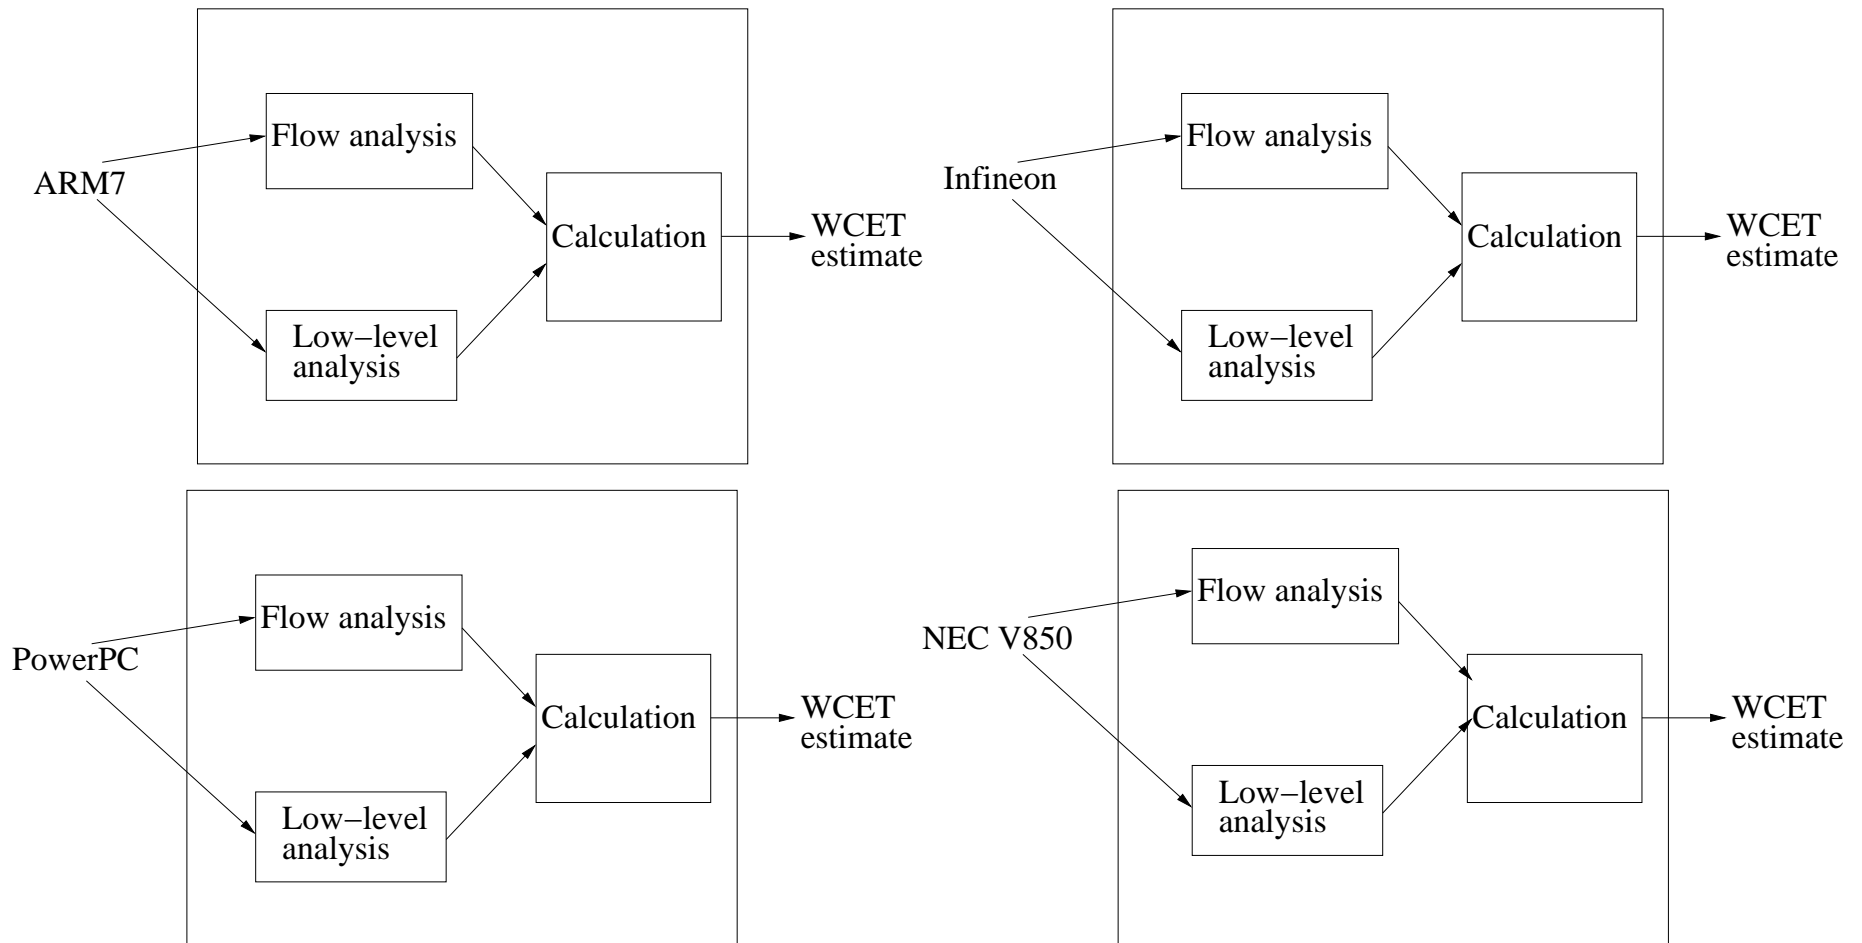 Flow analysis
ARM7
Calculation
WCET
estimate
Low−level
analysis
Flow analysis
Infineon
Calculation
WCET
estimate
Low−level
analysis
Flow analysis
PowerPC
Calculation
WCET
estimate
Low−level
analysis
Flow analysis
NEC V850
Calculation
WCET
estimate
Low−level
analysis